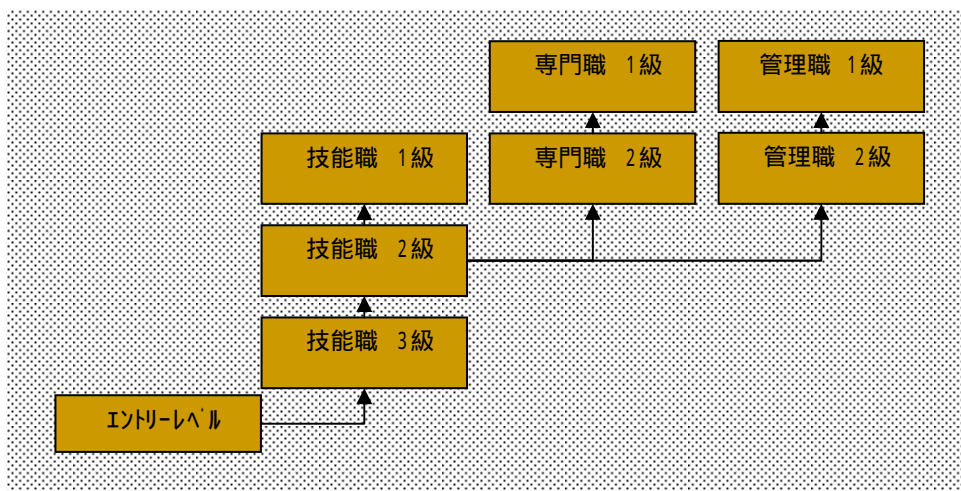 専門職 1級
管理職 1級
技能職 1級
専門職 2級
管理職 2級
技能職 2級
技能職 3級
ｴﾝﾄﾘｰﾚﾍﾞﾙ